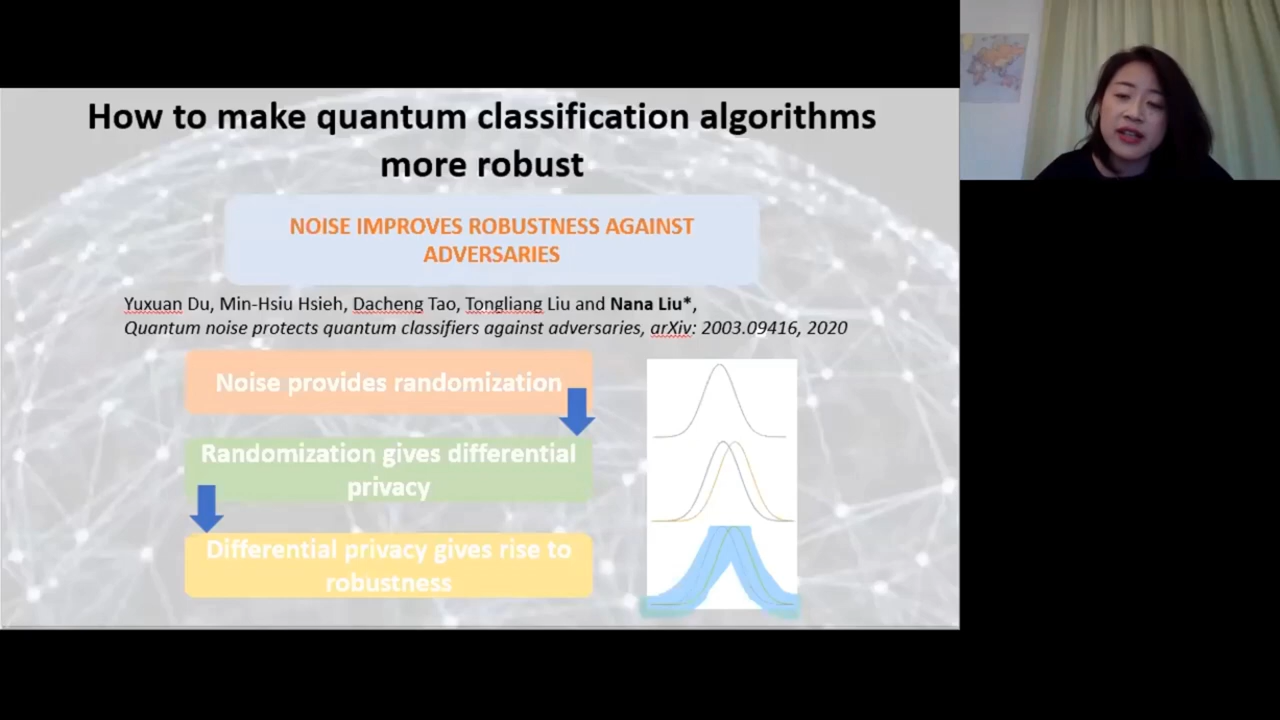 How to make quantum classification algorithms
more robust
NOISE IMPROVES ROBUSTNESS AGAINST
ADVERSARIES
Yuxuan Du, Min-Hsiu Hsieh, Dacheng Tao, Tongliang Liu and Nana Liu*,
Quantum noise protects quantum classifiers against adversaries, arXiv: 2003.09416, 2020
Noise provides randomization
Randomization gives differential
privacy
Differential privacy gives rise to
robustness